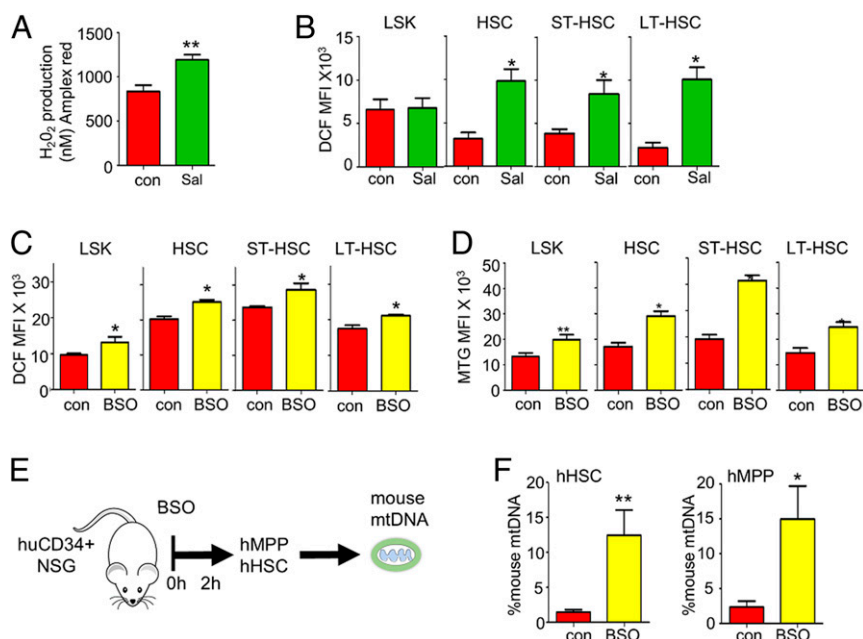 A
H₂O₂ production
(nM) Amplex red
1500
1000
500
0
**
con
Sal
B
LSK
HSC
ST-HSC
LT-HSC
DCF MFI X10³
15
10
5
0
*
*
*
con
Sal
con
Sal
con
Sal
con
Sal
C
LSK
HSC
ST-HSC
LT-HSC
DCF MFI X 10³
30
20
10
0
*
*
*
*
con
BSO
con
BSO
con
BSO
con
BSO
D
LSK
HSC
ST-HSC
LT-HSC
MTG MFI X 10³
50
40
30
20
10
0
**
*
*
*
con
BSO
con
BSO
con
BSO
con
BSO
E
huCD34+
NSG
BSO
0h 2h
hMPP
hHSC
mouse
mtDNA
F
hHSC
%mouse mtDNA
20
15
10
5
0
**
con
BSO
hMPP
%mouse mtDNA
20
15
10
5
0
*
con
BSO